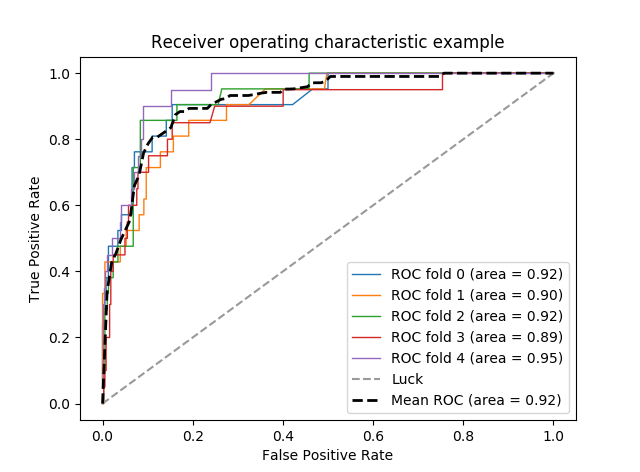 Receiver operating characteristic example
True Positive Rate
1.0
0.8
0.6
0.4
0.2
0.0
ROC fold 0 (area = 0.92)
ROC fold 1 (area = 0.90)
ROC fold 2 (area = 0.92)
ROC fold 3 (area = 0.89)
ROC fold 4 (area = 0.95)
Luck
Mean ROC (area = 0.92)
0.0 0.2 0.4 0.6 0.8 1.0
False Positive Rate